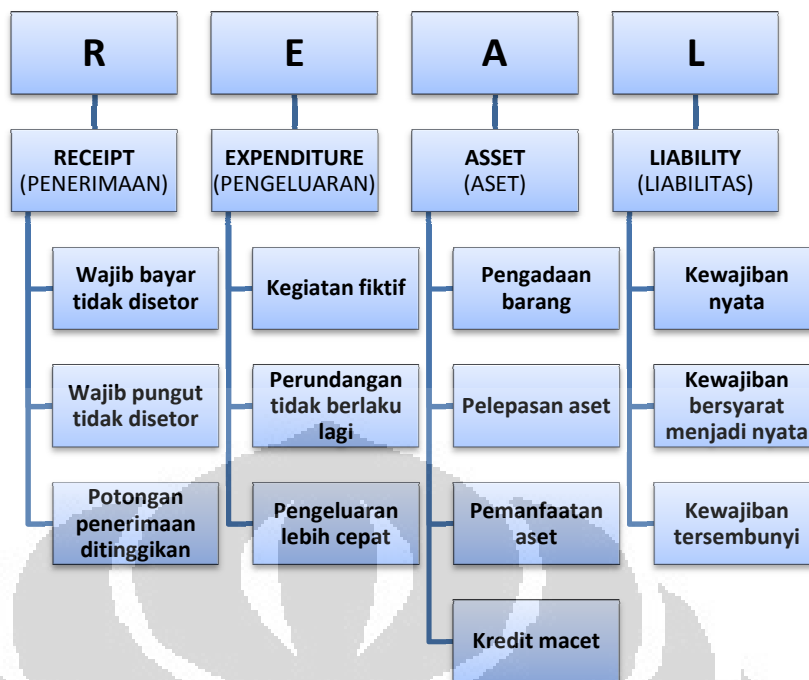 R
E
A
L
RECEIPT
(PENERIMAAN)
EXPENDITURE
(PENGELUARAN)
ASSET
(ASET)
LIABILITY
(LIABILITAS)
Wajib bayar
tidak disetor
Kegiatan fiktif
Pengadaan
barang
Kewajiban
nyata
Wajib pungut
tidak disetor
Perundangan
tidak berlaku
lagi
Pelepasan aset
Kewajiban
bersyarat
menjadi nyata
Potongan
penerimaan
ditinggikan
Pengeluaran
lebih cepat
Pemanfaatan
aset
Kewajiban
tersembunyi
Kredit macet